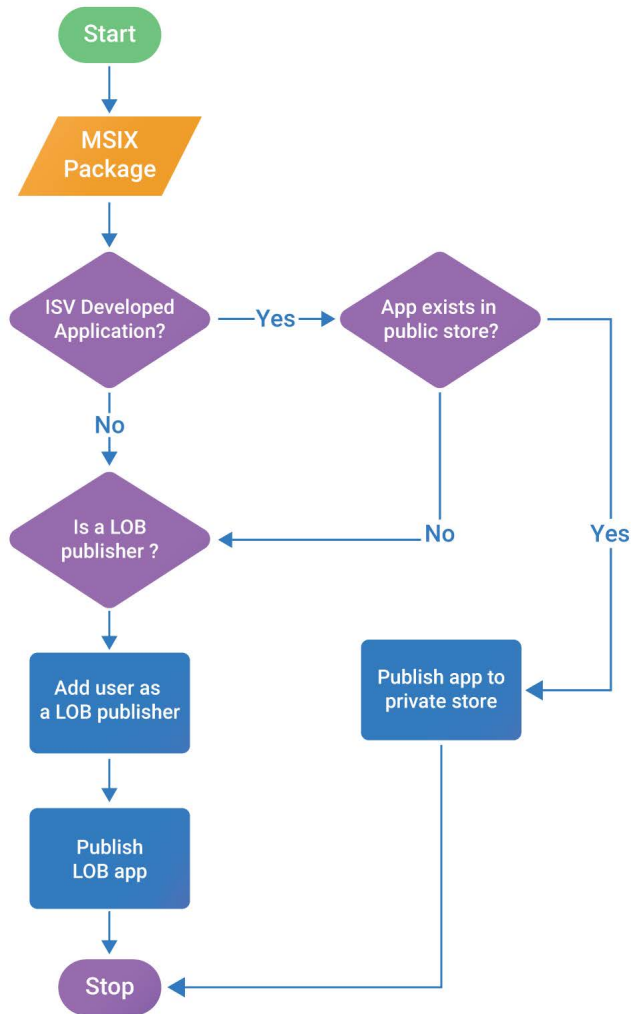 Start
MSIX
Package
ISV Developed
Application?
Yes
App exists in
public store?
No
Is a LOB
publisher ?
No
Yes
Add user as
a LOB publisher
Publish app to
private store
Publish
LOB app
Stop